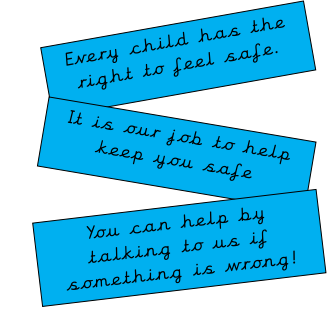 Every child has the
right to feel safe.
It is our job to help
keep you safe
You can help by
talking to us if
something is wrong!